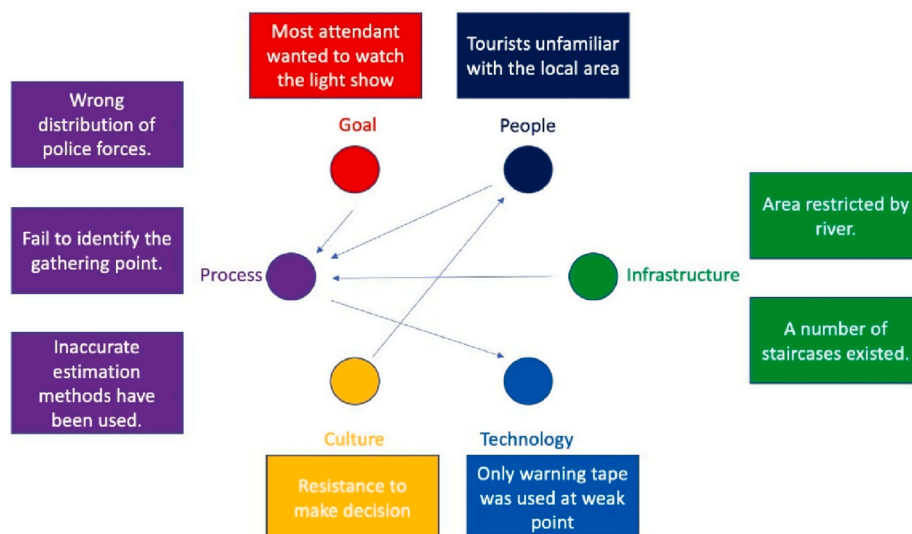 Most attendant
wanted to watch
the light show
Tourists unfamiliar
with the local area
Wrong
distribution of
police forces.
Goal
People
Area restricted by
river.
Fail to identify the
gathering point.
Process
Infrastructure
A number of
staircases existed.
Inaccurate
estimation
methods have
been used.
Culture
Technology
Resistance to
make decision
Only warning tape
was used at weak
point